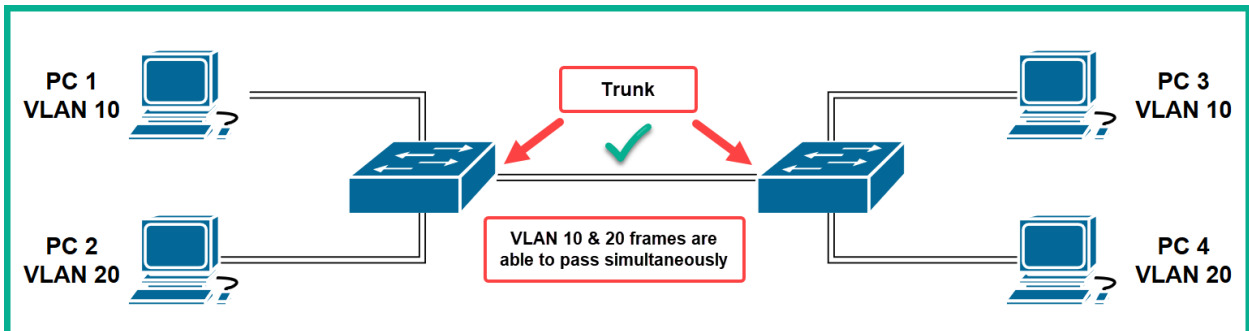 PC 1
VLAN 10
Trunk
PC 3
VLAN 10
PC 2
VLAN 20
VLAN 10 & 20 frames are
able to pass simultaneously
PC 4
VLAN 20